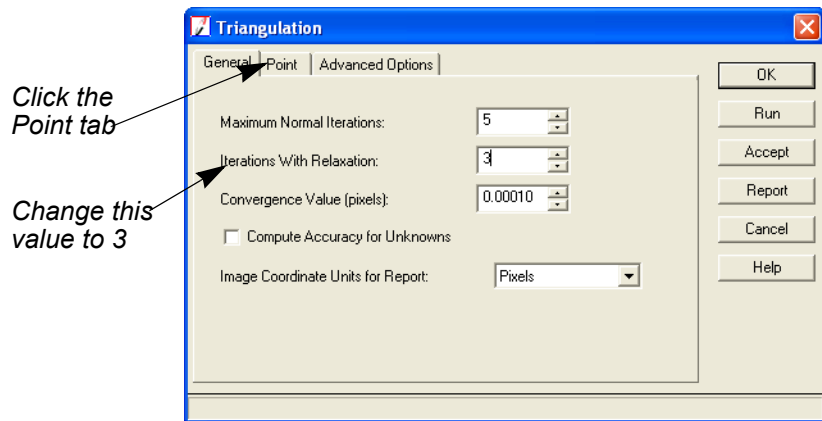 Triangulation
General Point Advanced Options
Click the
Point tab
Change this
value to 3
Maximum Normal Iterations: 5
Iterations With Relaxation: 3
Convergence Value (pixels): 0.00010
Compute Accuracy for Unknowns
Image Coordinate Units for Report: Pixels
OK
Run
Accept
Report
Cancel
Help